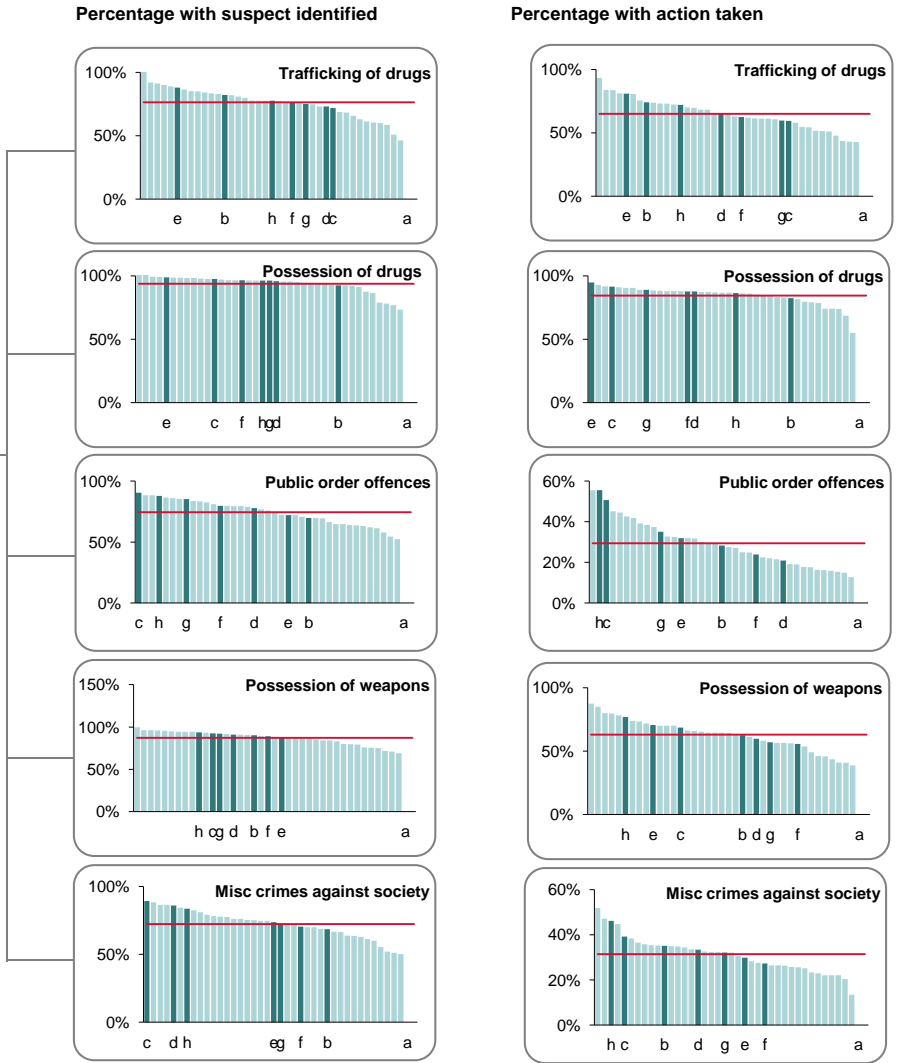 Percentage with suspect identified
Percentage with action taken
Trafficking of drugs
100%
50%
0%
e b h f g dc a
Trafficking of drugs
100%
50%
0%
e b h d f gc a
Possession of drugs
100%
50%
0%
e c f hgd b a
Possession of drugs
100%
50%
0%
e c g fd h b a
Public order offences
100%
50%
0%
c h g f d e b a
Public order offences
60%
40%
20%
0%
hc g e b f d a
Possession of weapons
150%
100%
50%
0%
h cg d b f e a
Possession of weapons
100%
50%
0%
h e c b d g f a
Misc crimes against society
100%
50%
0%
c d h eg f b a
Misc crimes against society
60%
40%
20%
0%
h c b d g e f a